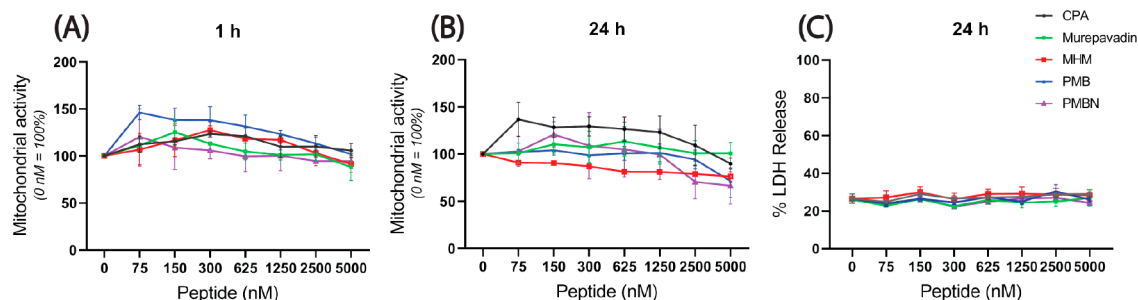 (A)
1 h
Mitochondrial activity
(0 nM = 100%)
200
150
100
50
0
0 75 150 300 625 1250 2500 5000
Peptide (nM)
(B)
24 h
Mitochondrial activity
(0 nM = 100%)
200
150
100
50
0
0 75 150 300 625 1250 2500 5000
Peptide (nM)
(C)
24 h
% LDH Release
100
80
60
40
20
0
0 75 150 300 625 1250 2500 5000
Peptide (nM)
CPA
Murepavadin
MHM
PMB
PMBN